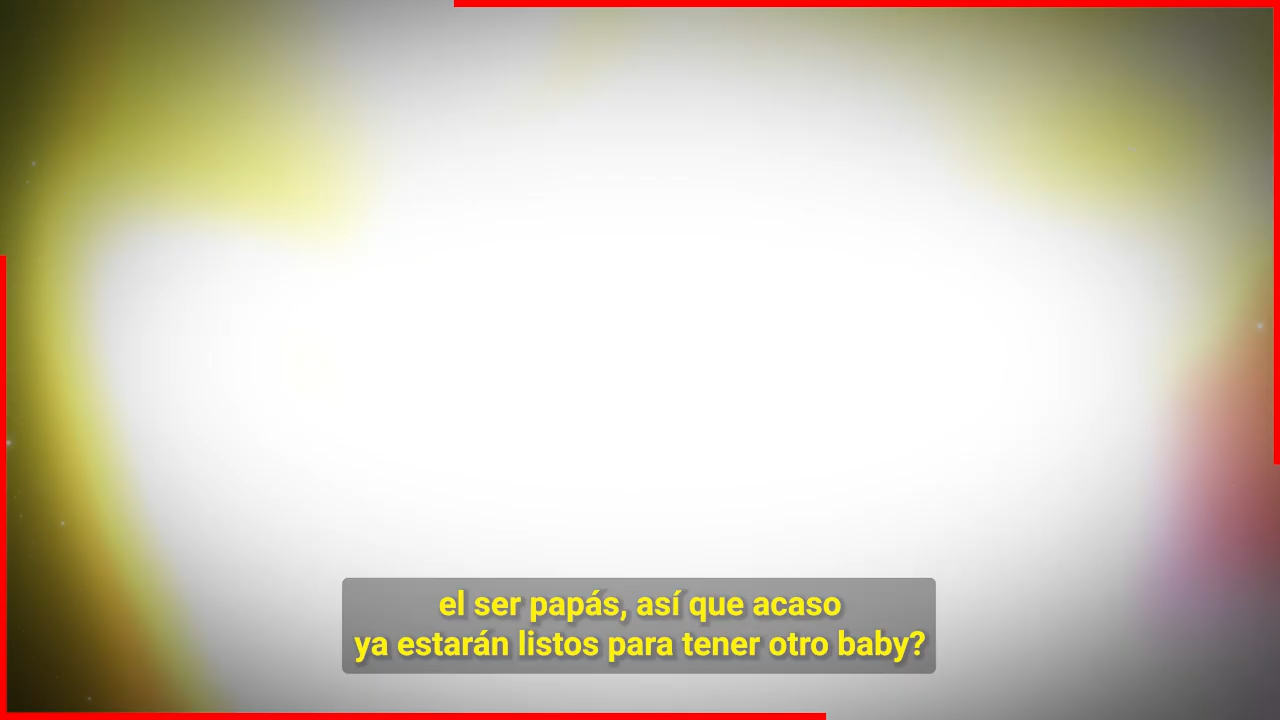 el ser papás, así que acaso
ya estarán listos para tener otro baby?